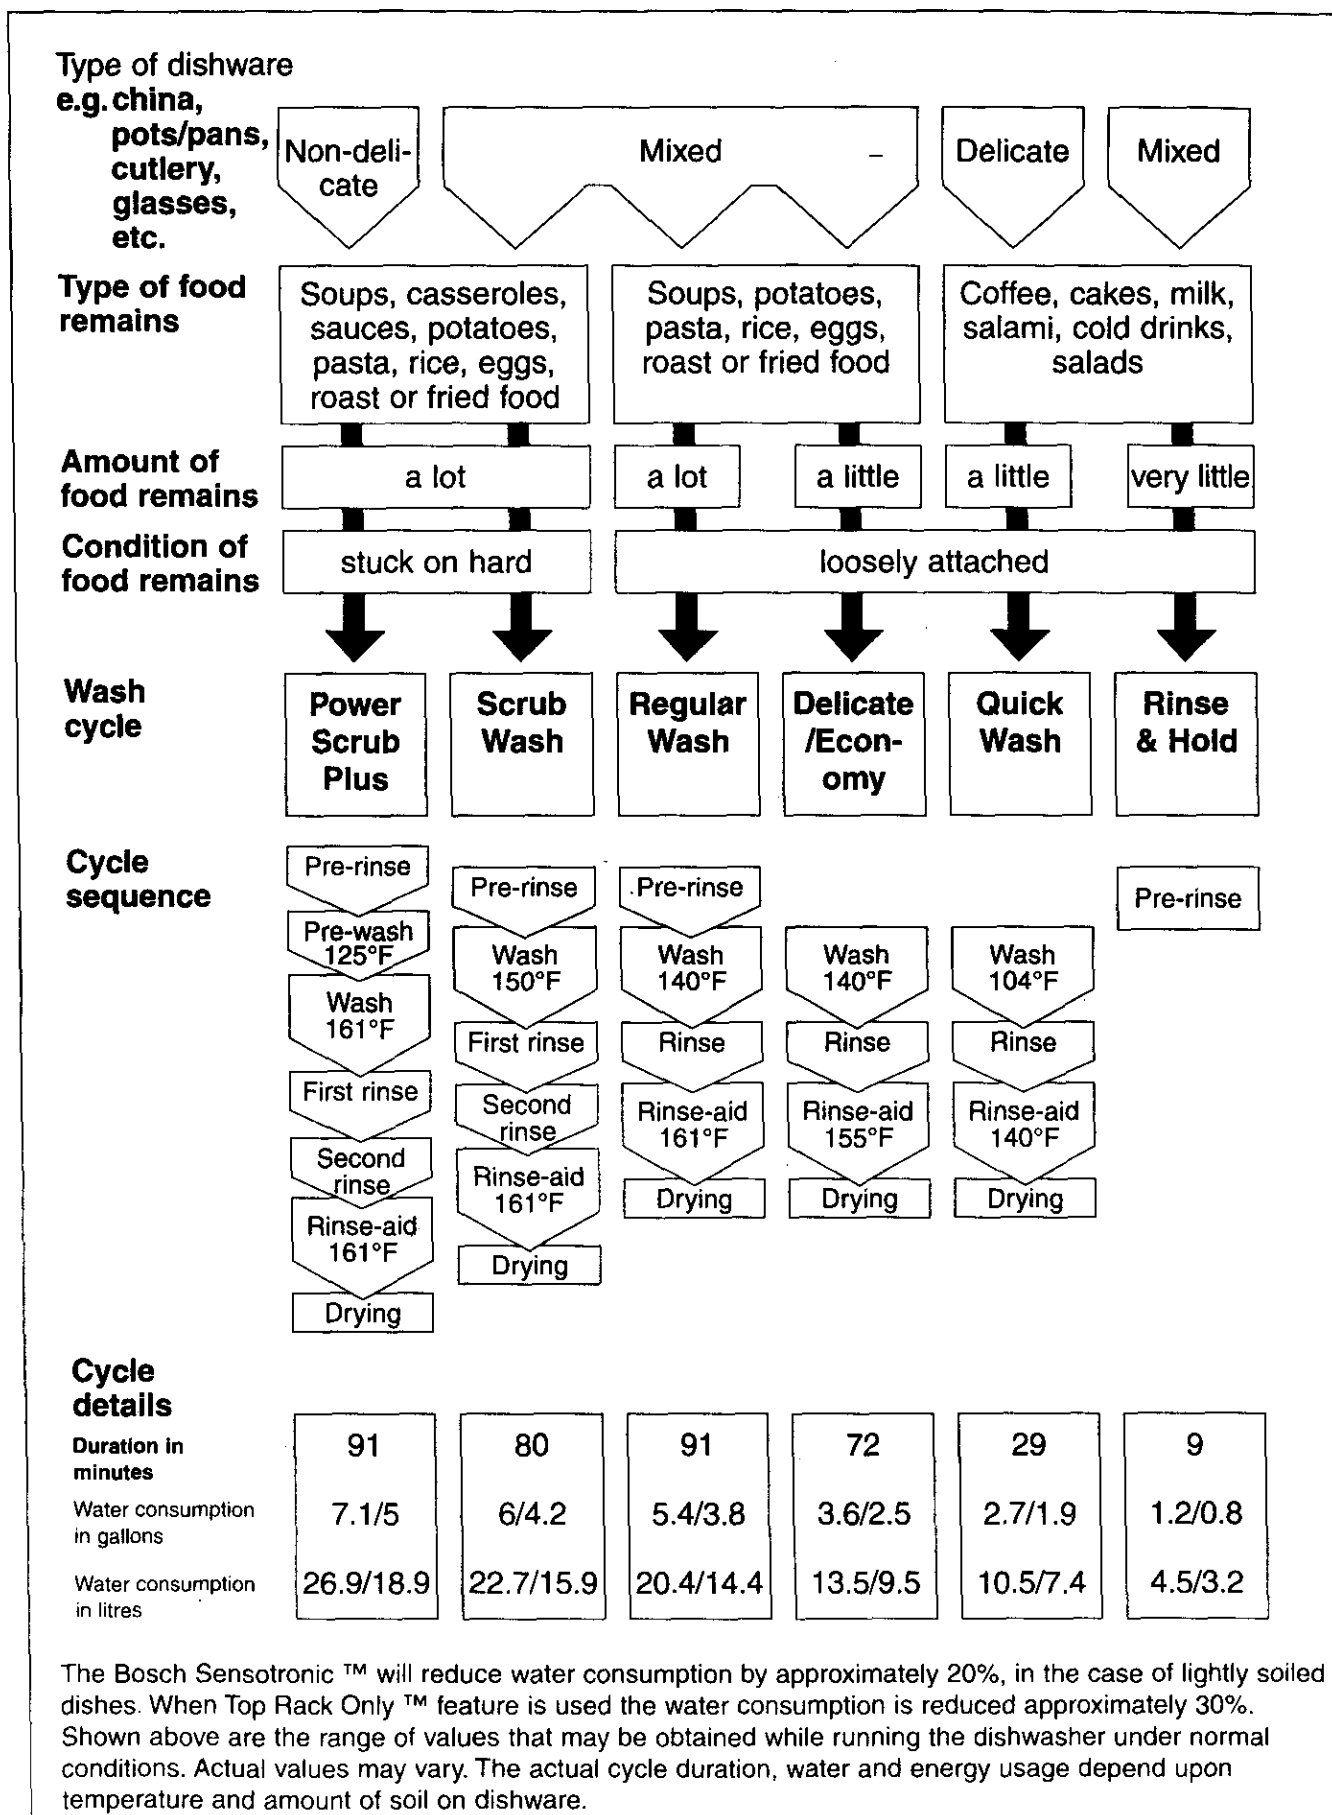 Type of dishware
e.g. china,
pots/pans,
cutlery,
glasses,
etc.
Non-deli-
cate
Mixed
Delicate
Mixed
Type of food
remains
Soups, casseroles,
sauces, potatoes,
pasta, rice, eggs,
roast or fried food
Soups, potatoes,
pasta, rice, eggs,
roast or fried food
Coffee, cakes, milk,
salami, cold drinks,
salads
Amount of
food remains
a lot
a lot
a little
a little
very little
Condition of
food remains
stuck on hard
loosely attached
Wash
cycle
Power
Scrub
Plus
Scrub
Wash
Regular
Wash
Delicate
/Econ-
omy
Quick
Wash
Rinse
& Hold
Cycle
sequence
Pre-rinse
Pre-wash
125°F
Wash
161°F
First rinse
Second
rinse
Rinse-aid
161°F
Drying
Pre-rinse
Wash
150°F
First rinse
Second
rinse
Rinse-aid
161°F
Drying
Pre-rinse
Wash
140°F
Rinse
Rinse-aid
161°F
Drying
Wash
140°F
Rinse
Rinse-aid
155°F
Drying
Wash
104°F
Rinse
Rinse-aid
140°F
Drying
Pre-rinse
Cycle
details
Duration in
minutes
91 80 91 72 29 9
Water consumption
in gallons
7.1/5 6/4.2 5.4/3.8 3.6/2.5 2.7/1.9 1.2/0.8
Water consumption
in litres
26.9/18.9 22.7/15.9 20.4/14.4 13.5/9.5 10.5/7.4 4.5/3.2
The Bosch Sensotronic ™ will reduce water consumption by approximately 20%, in the case of lightly soiled
dishes. When Top Rack Only ™ feature is used the water consumption is reduced approximately 30%.
Shown above are the range of values that may be obtained while running the dishwasher under normal
conditions. Actual values may vary. The actual cycle duration, water and energy usage depend upon
temperature and amount of soil on dishware.